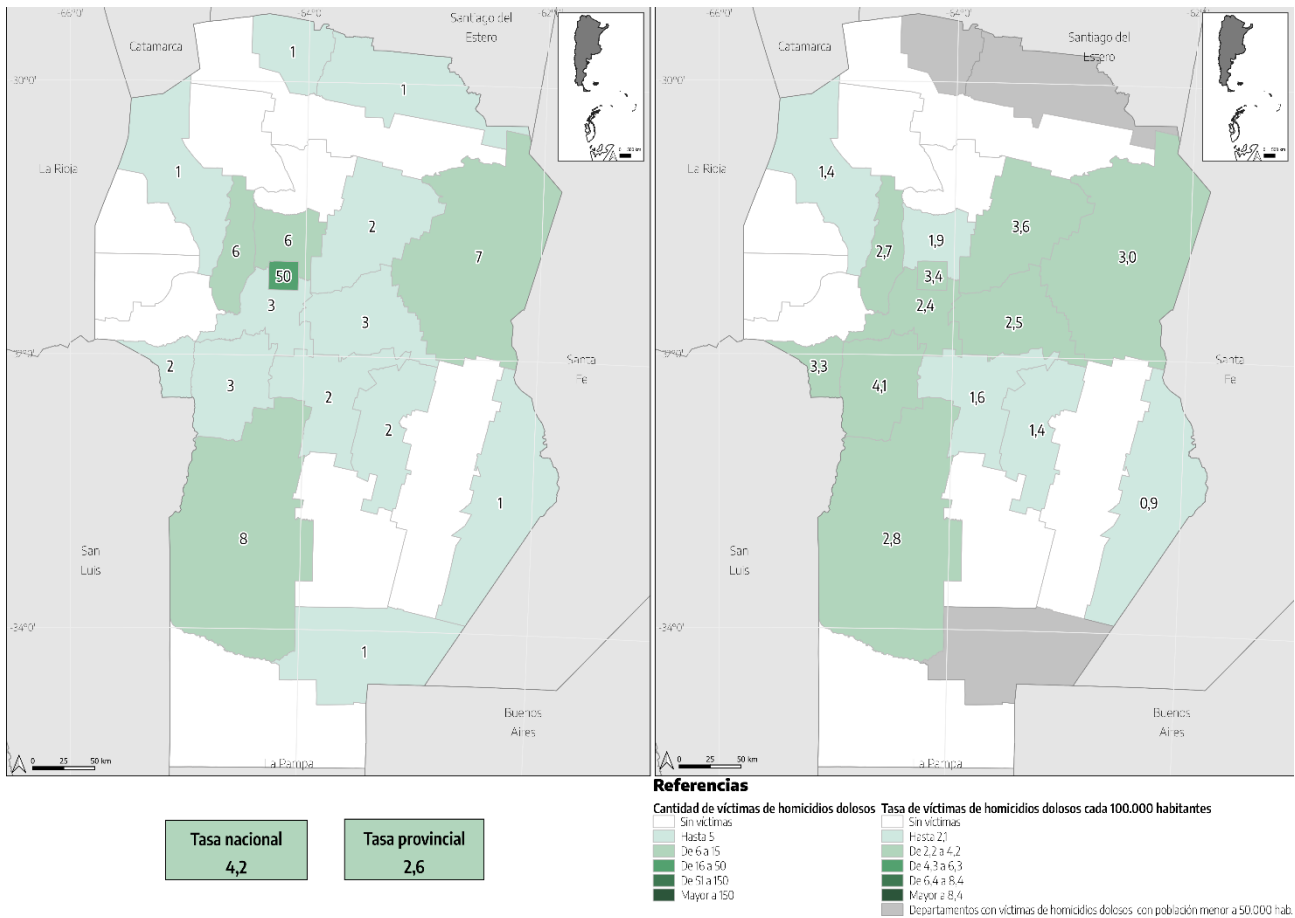 -66°0'
-64°0'
-62°0'
Santiago del
Estero
Catamarca
-30°0'
La Rioja
1
1
1
2
6
6
7
50
3
3
2
3
2
2
1
8
1
Santa
Fe
San
Luis
-34°0'
Buenos
Aires
La Pampa
0 25 50 km
-66°0'
-64°0'
-62°0'
Santiago del
Estero
Catamarca
-30°0'
La Rioja
1,4
3,6
1,9
2,7
3,0
3,4
2,4
2,5
3,3
4,1
1,6
1,4
0,9
2,8
Santa
Fe
San
Luis
-34°0'
Buenos
Aires
La Pampa
0 25 50 km
Tasa nacional
4,2
Tasa provincial
2,6
Referencias
Cantidad de víctimas de homicidios dolosos
Sin víctimas
Hasta 5
De 6 a 15
De 16 a 50
De 51 a 150
Mayor a 150
Tasa de víctimas de homicidios dolosos cada 100.000 habitantes
Sin víctimas
Hasta 2,1
De 2,2 a 4,2
De 4,3 a 6,3
De 6,4 a 8,4
Mayor a 8,4
Departamentos con víctimas de homicidios dolosos con población menor a 50.000 hab.